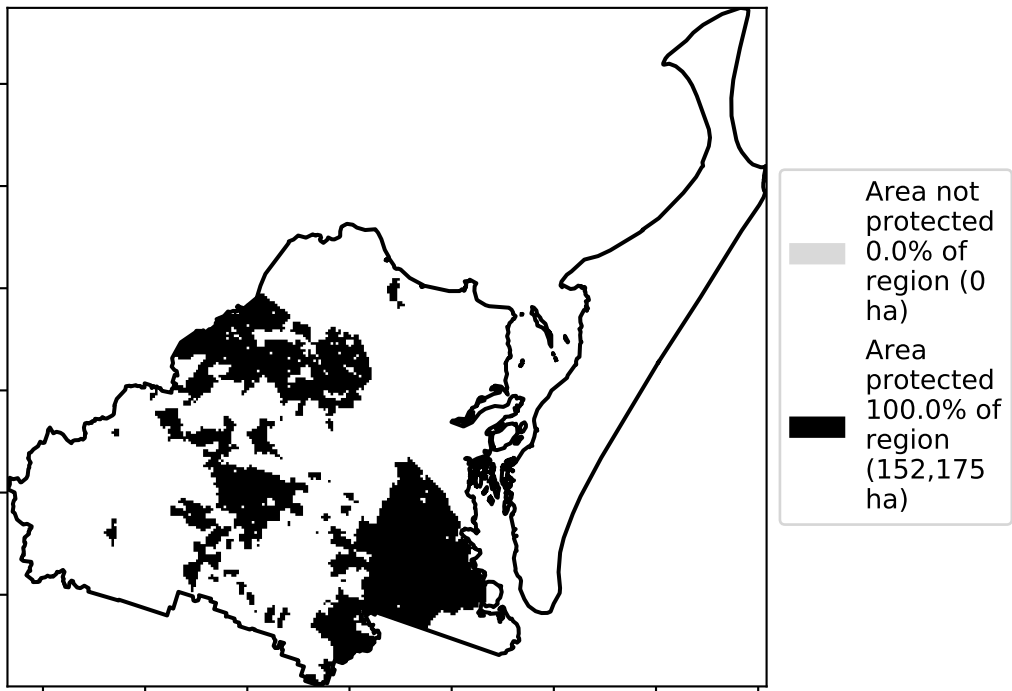 Area not
protected
0.0% of
region (0
ha)
Area
protected
100.0% of
region
(152,175
ha)